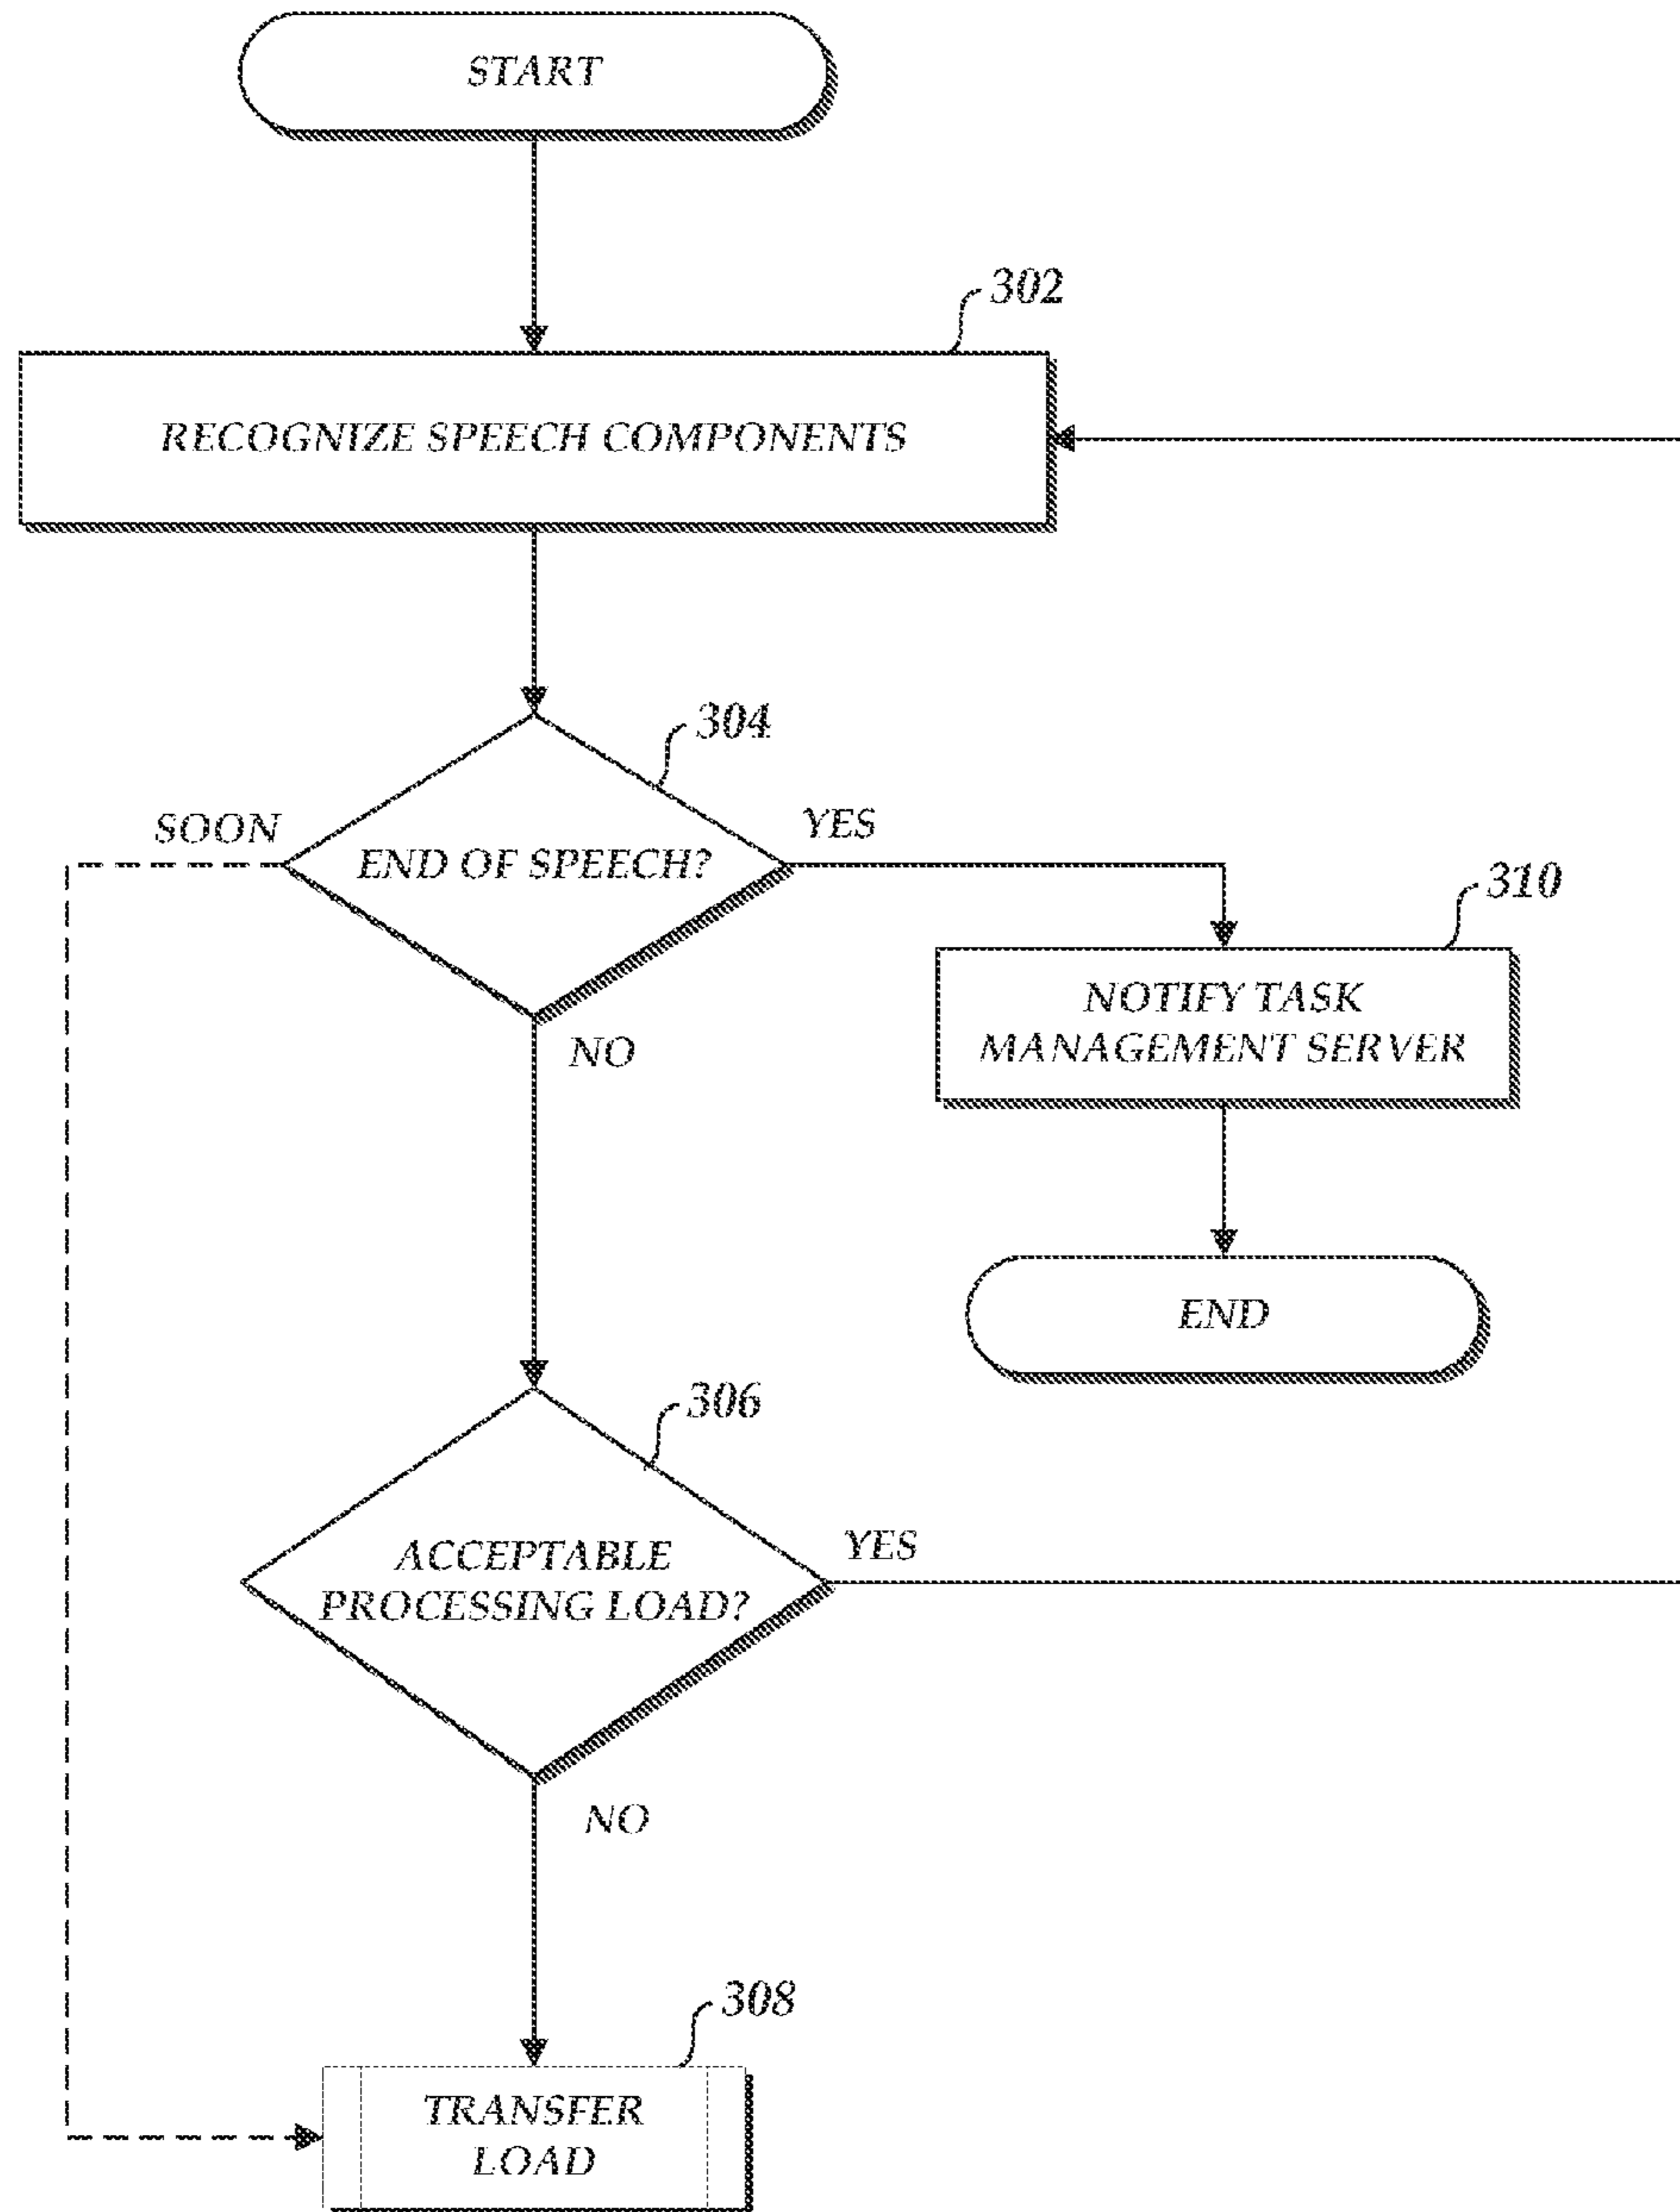 START
302
RECOGNIZE SPEECH COMPONENTS
304
SOON
YES
END OF SPEECH?
310
NO
NOTIFY TASK
MANAGEMENT SERVER
END
306
YES
ACCEPTABLE
PROCESSING LOAD?
NO
308
TRANSFER
LOAD